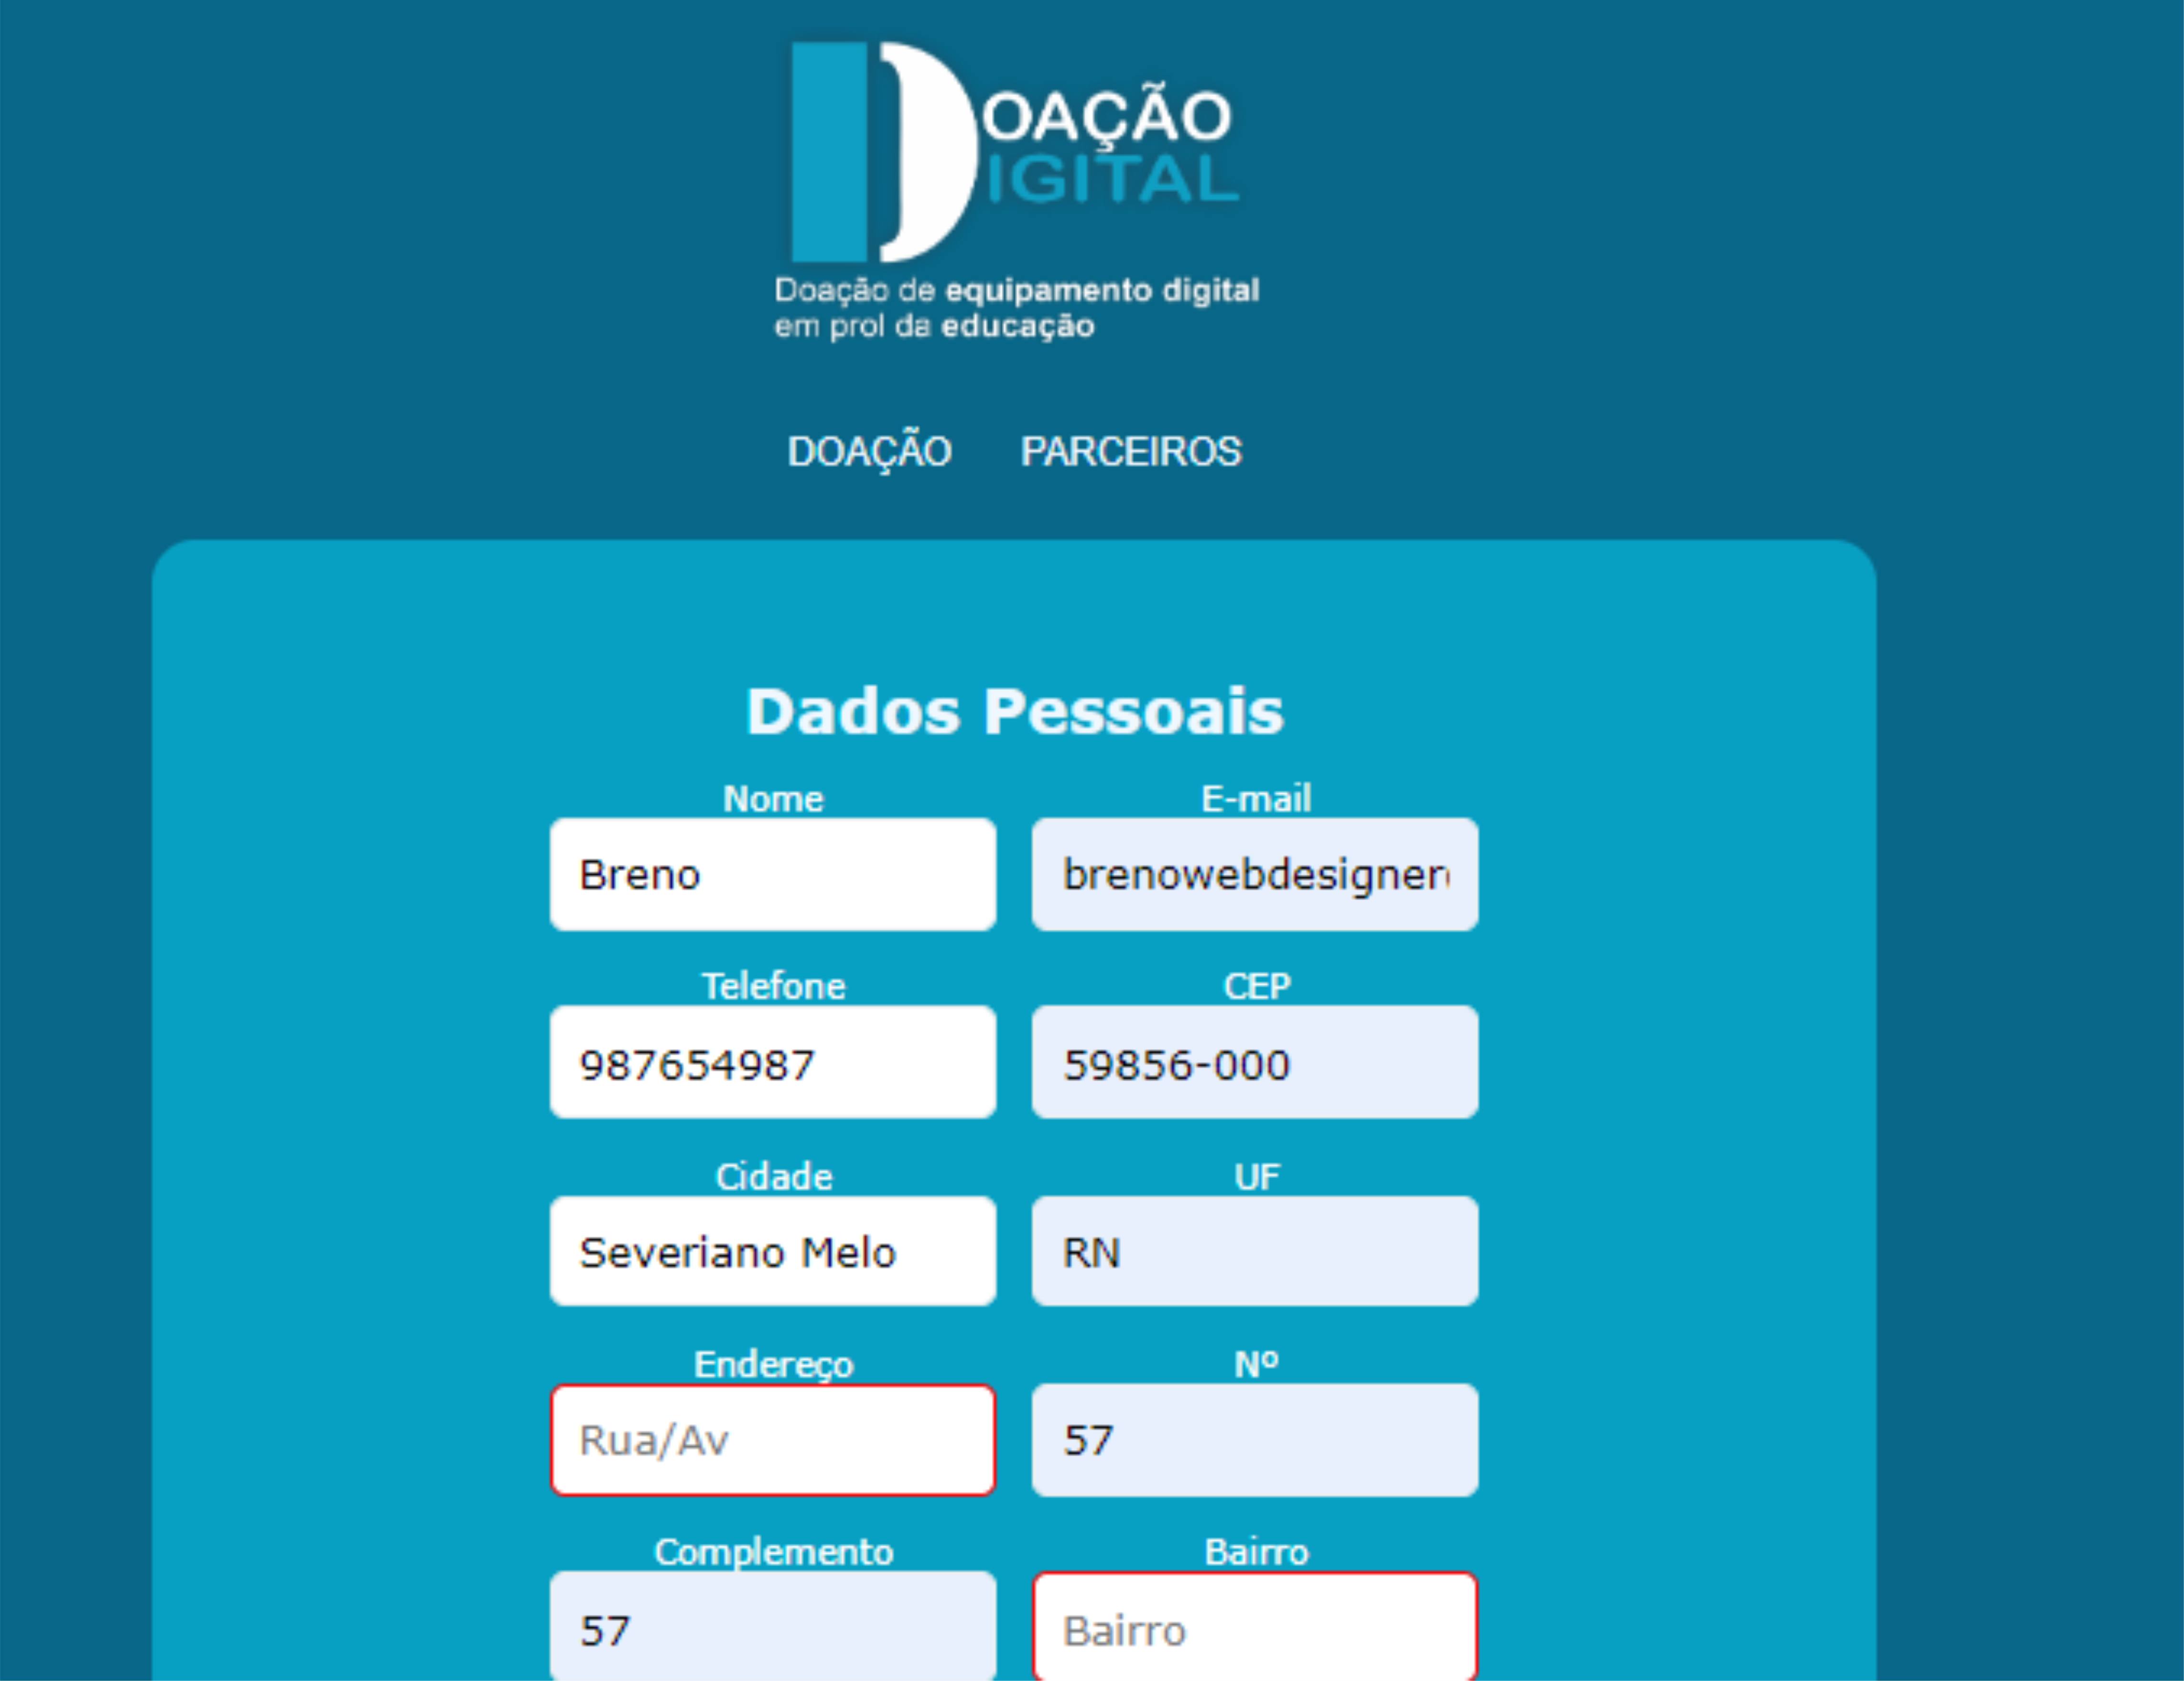 DOAÇÃO
DIGITAL
Doação de equipamento digital
em prol da educação
DOAÇÃO PARCEIROS
Dados Pessoais
Nome E-mail
Breno brenowebdesigner
Telefone CEP
987654987 59856-000
Cidade UF
Severiano Melo RN
Endereço Nº
Rua/Av 57
Complemento Bairro
57 Bairro